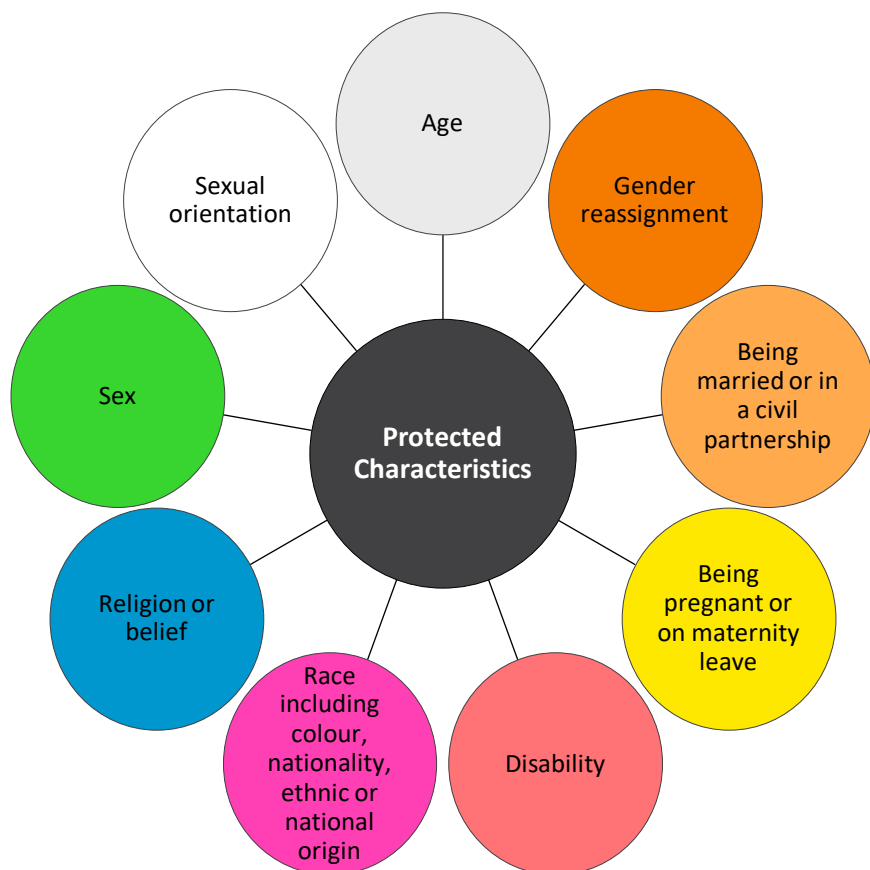 Age
Gender
reassignment
Being
married or in
a civil
partnership
Being
pregnant or
on maternity
leave
Disability
Race
including
colour,
nationality,
ethnic or
national
origin
Religion or
belief
Sex
Sexual
orientation
Protected
Characteristics